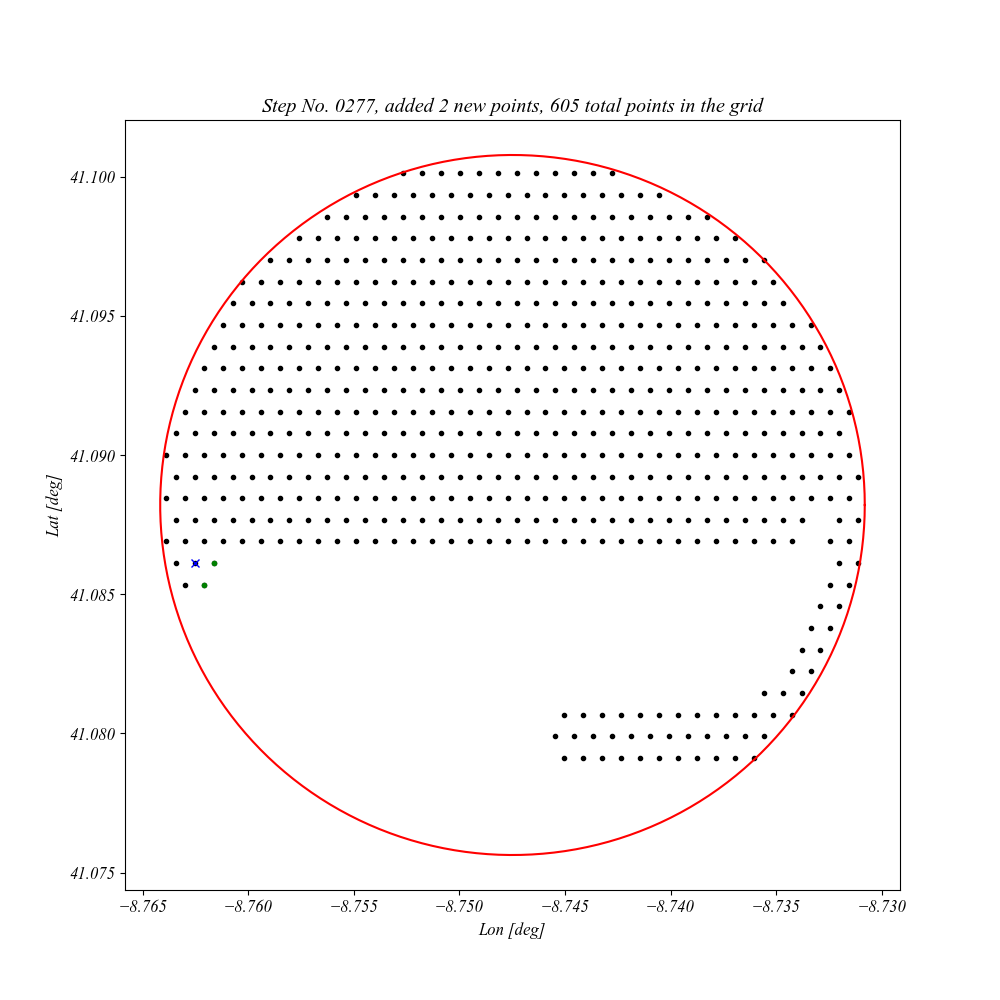 Step No. 0277, added 2 new points, 605 total points in the grid
41.100
41.095
41.090
41.085
41.080
41.075
Lat [deg]
−8.765 −8.760 −8.755 −8.750 −8.745 −8.740 −8.735 −8.730
Lon [deg]